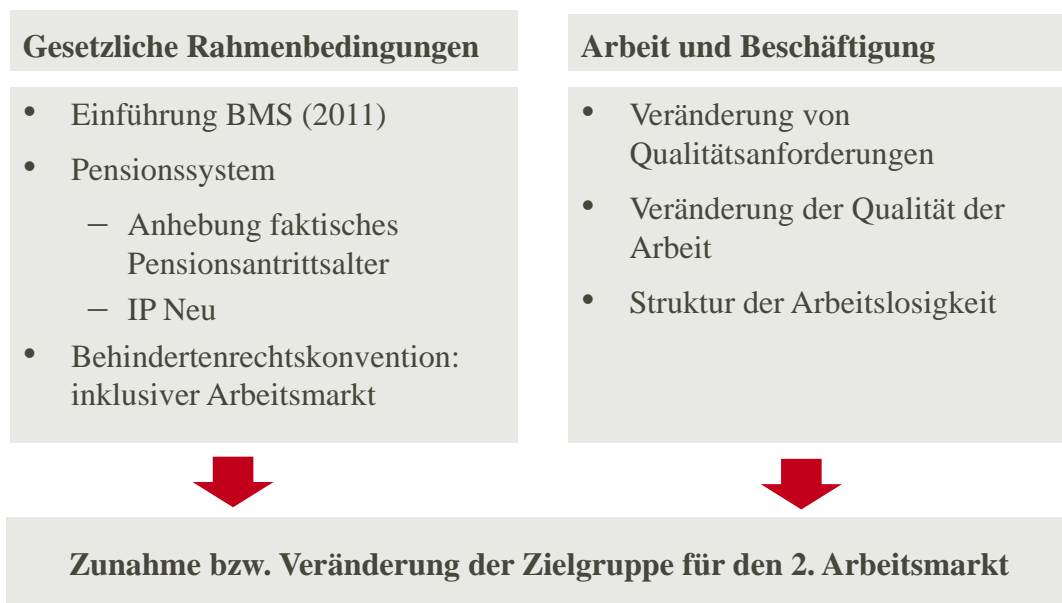 Gesetzliche Rahmenbedingungen
• Einführung BMS (2011)
• Pensionssystem
– Anhebung faktisches
Pensionsantrittsalter
– IP Neu
• Behindertenrechtskonvention:
inklusiver Arbeitsmarkt
Arbeit und Beschäftigung
• Veränderung von
Qualitätsanforderungen
• Veränderung der Qualität der
Arbeit
• Struktur der Arbeitslosigkeit
Zunahme bzw. Veränderung der Zielgruppe für den 2. Arbeitsmarkt